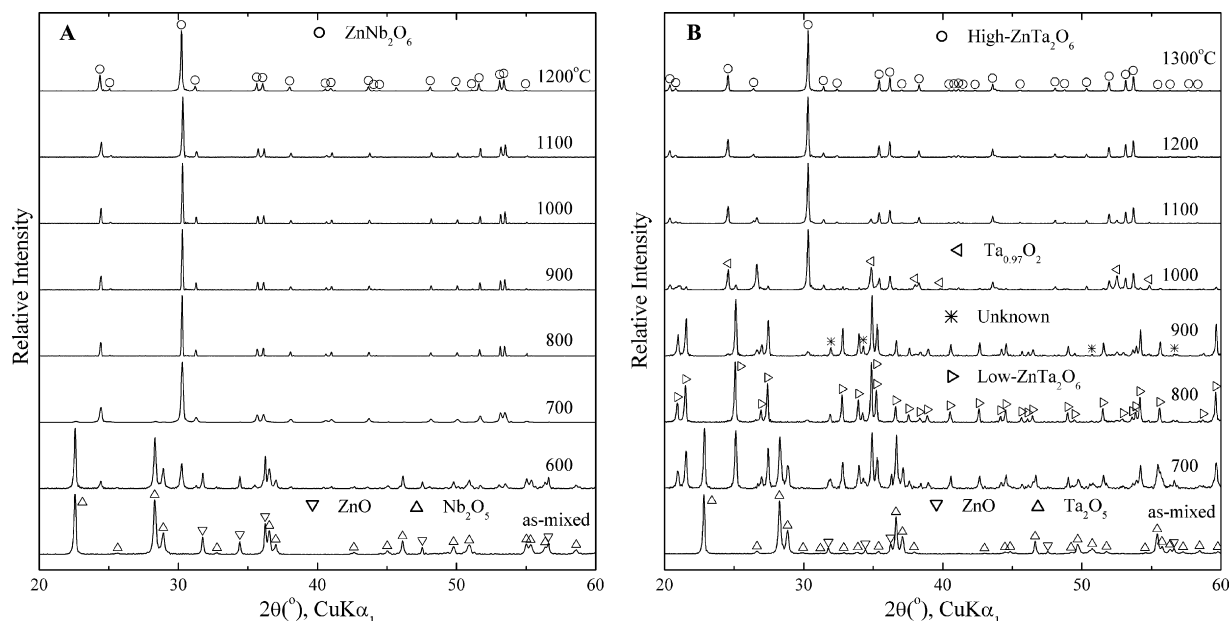 A
ZnNb₂O₆
1200°C
1100
1000
900
800
700
600
ZnO
Nb₂O₅
as-mixed
20
30
40
50
60
2θ(°), CuKα₁
Relative Intensity
B
High-ZnTa₂O₆
1300°C
1200
1100
Ta₀.₉₇O₂
1000
Unknown
900
Low-ZnTa₂O₆
800
700
ZnO
Ta₂O₅
as-mixed
20
30
40
50
60
2θ(°), CuKα₁
Relative Intensity